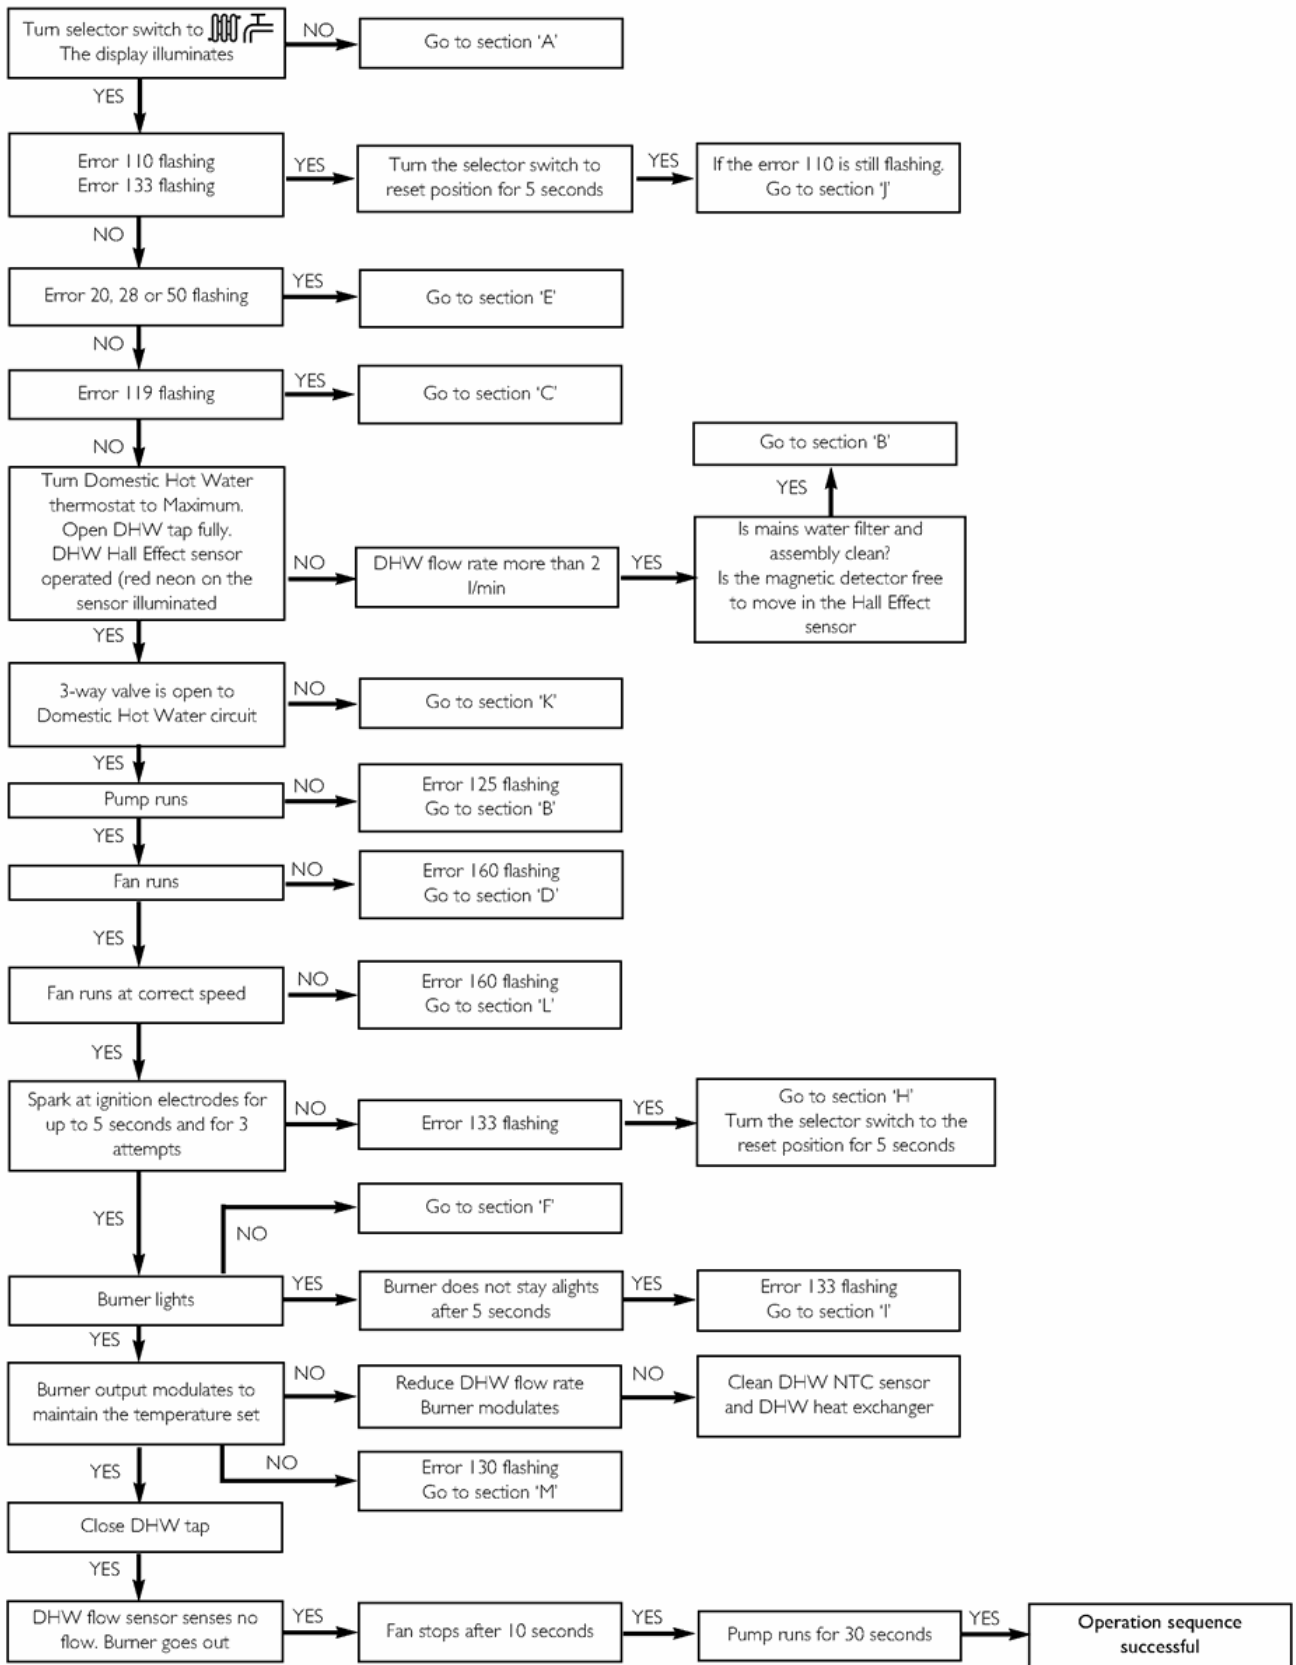 Turn selector switch to
The display illuminates
NO
Go to section ‘A’
YES
Error 110 flashing
Error 133 flashing
YES
Turn the selector switch to
reset position for 5 seconds
YES
If the error 110 is still flashing.
Go to section ‘J’
NO
Error 20, 28 or 50 flashing
YES
Go to section ‘E’
NO
Error 119 flashing
YES
Go to section ‘C’
NO
Turn Domestic Hot Water
thermostat to Maximum.
Open DHW tap fully.
DHW Hall Effect sensor
operated (red neon on the
sensor illuminated
NO
DHW flow rate more than 2
l/min
YES
Is mains water filter and
assembly clean?
Is the magnetic detector free
to move in the Hall Effect
sensor
YES
Go to section ‘B’
YES
3-way valve is open to
Domestic Hot Water circuit
NO
Go to section ‘K’
YES
Pump runs
NO
Error 125 flashing
Go to section ‘B’
YES
Fan runs
NO
Error 160 flashing
Go to section ‘D’
YES
Fan runs at correct speed
NO
Error 160 flashing
Go to section ‘L’
YES
Spark at ignition electrodes for
up to 5 seconds and for 3
attempts
NO
Error 133 flashing
YES
Go to section ‘H’
Turn the selector switch to the
reset position for 5 seconds
YES
NO
Go to section ‘F’
Burner lights
YES
Burner does not stay alights
after 5 seconds
YES
Error 133 flashing
Go to section ‘I’
YES
Burner output modulates to
maintain the temperature set
NO
Reduce DHW flow rate
Burner modulates
NO
Clean DHW NTC sensor
and DHW heat exchanger
NO
Error 130 flashing
Go to section ‘M’
YES
Close DHW tap
YES
DHW flow sensor senses no
flow. Burner goes out
YES
Fan stops after 10 seconds
YES
Pump runs for 30 seconds
YES
Operation sequence
successful